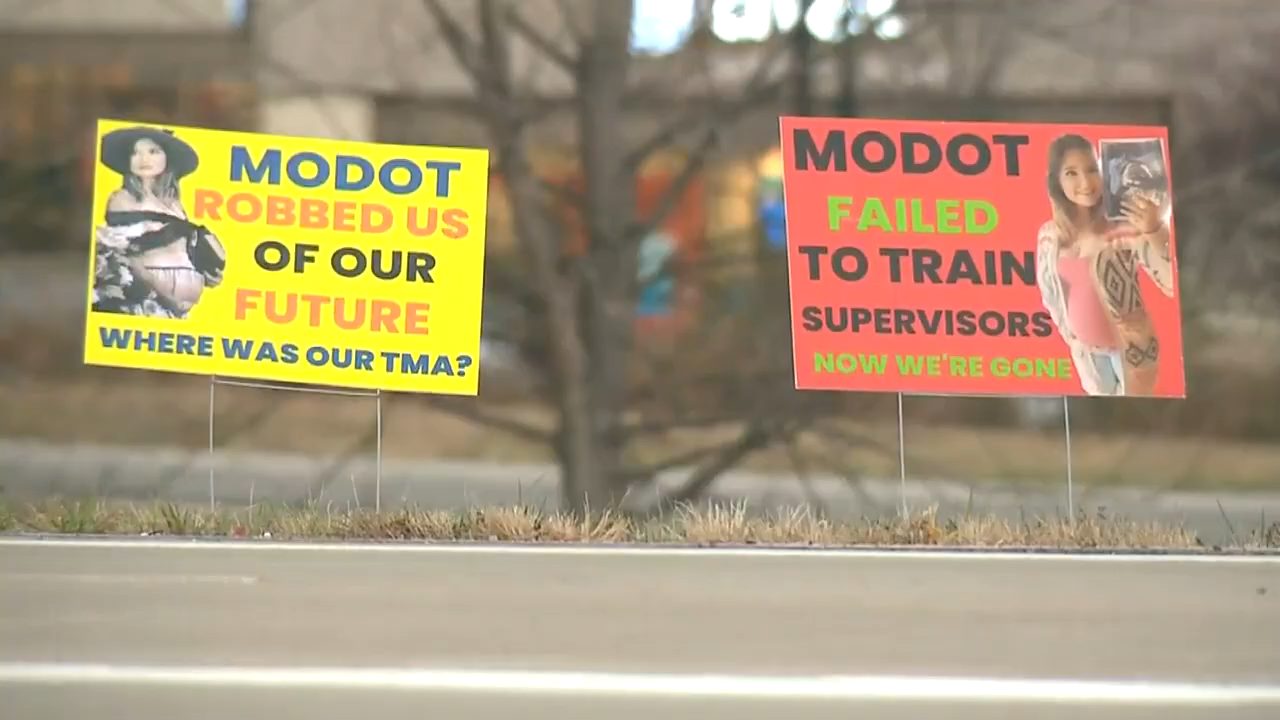 MODOT
ROBBED US
OF OUR
FUTURE
WHERE WAS OUR TMA?
MODOT
FAILED
TO TRAIN
SUPERVISORS
NOW WE'RE GONE